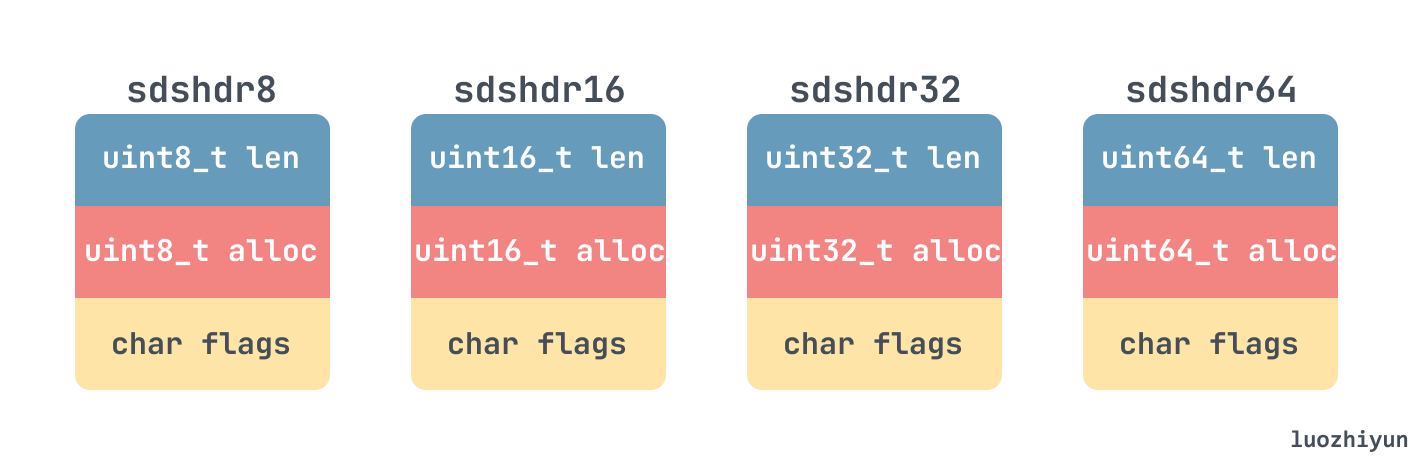 sdshdr8
uint8_t len
uint8_t alloc
char flags
sdshdr16
uint16_t len
uint16_t alloc
char flags
sdshdr32
uint32_t len
uint32_t alloc
char flags
sdshdr64
uint64_t len
uint64_t alloc
char flags
luozhiyun